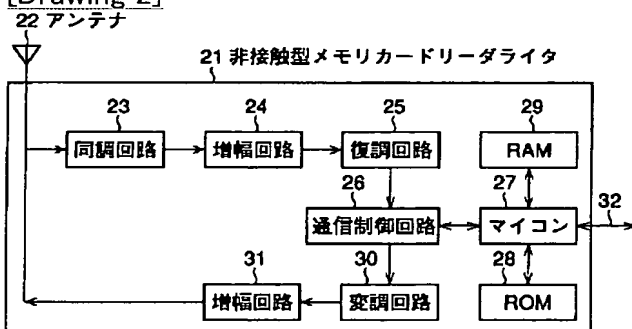 [Drawing 2]
22 アンテナ
21 非接触型メモリカードリーダライタ
23 24 25 29
同調回路 増幅回路 復調回路 RAM
26 27 32
通信制御回路 マイコン
31 30 28
増幅回路 変調回路 ROM